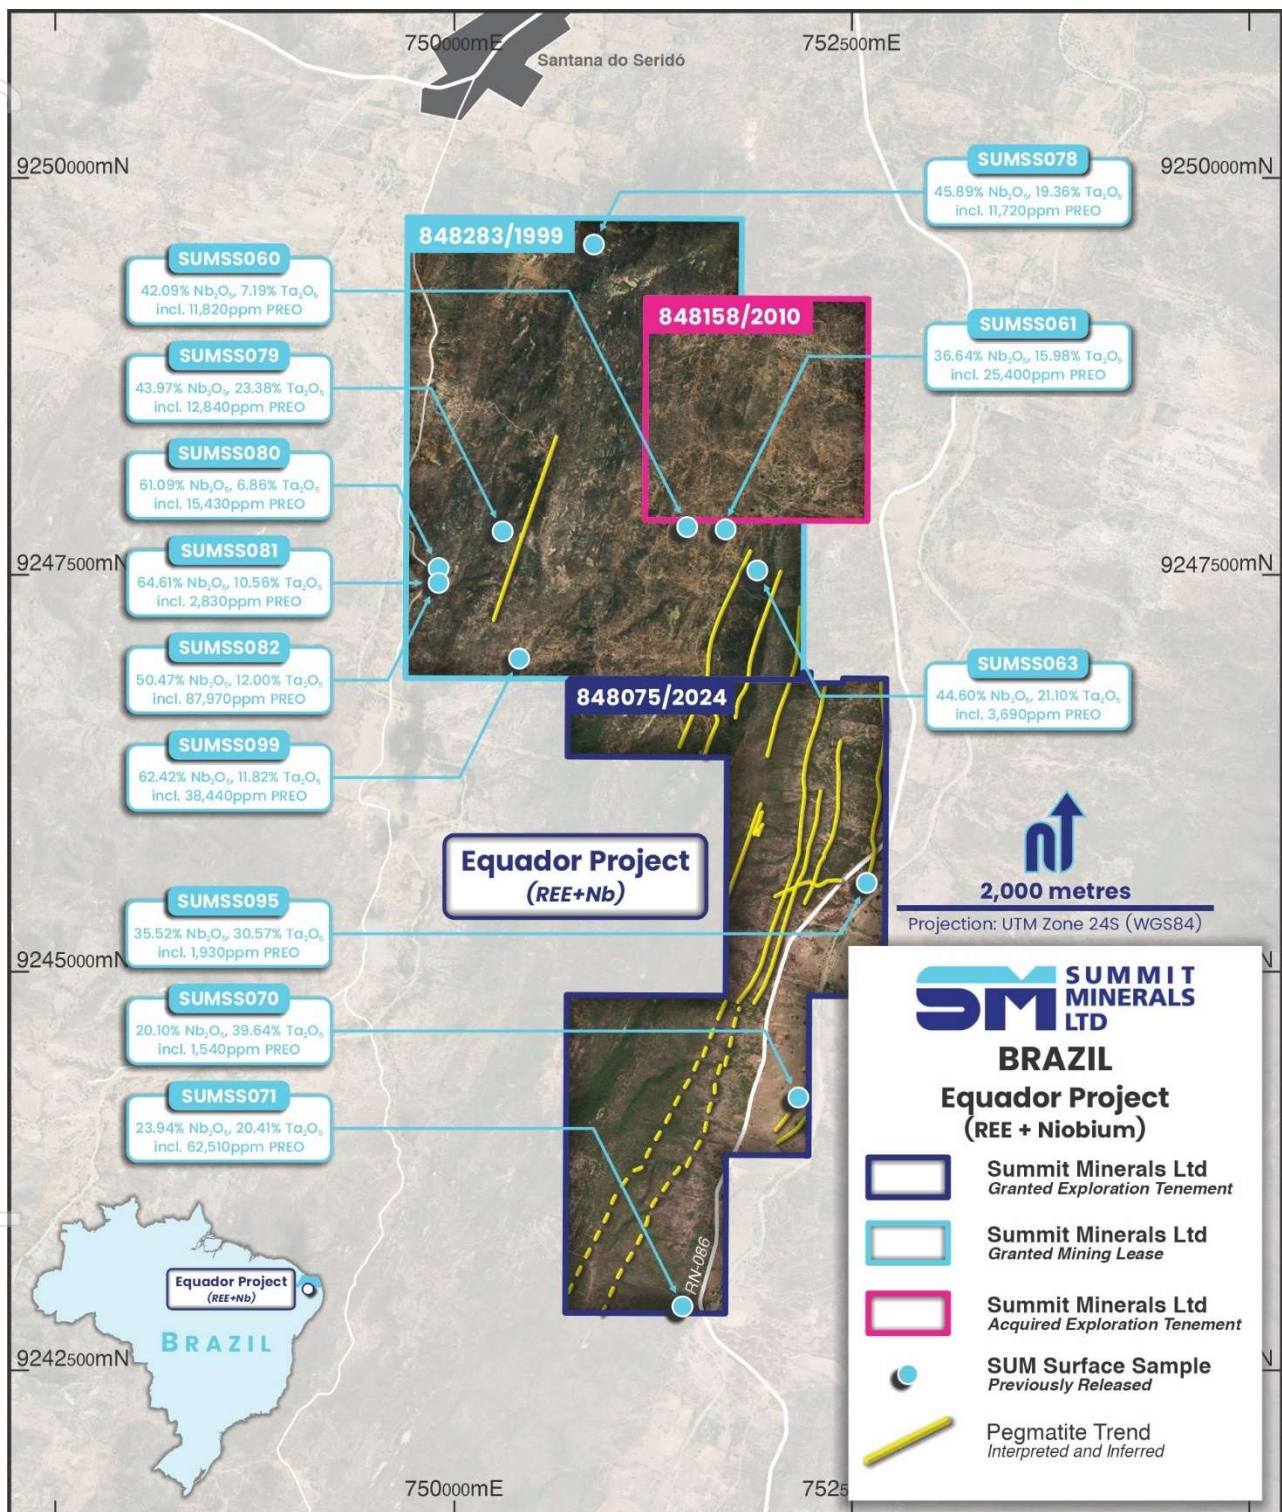 750000mE
752500mE
Santana do Seridó
9250000mN
9250000mN
SUMSS078
45.89% Nb₂O₅, 19.36% Ta₂O₅
incl. 11,720ppm PREO
848283/1999
SUMSS060
42.09% Nb₂O₅, 7.19% Ta₂O₅
incl. 11,820ppm PREO
848158/2010
SUMSS061
36.64% Nb₂O₅, 15.98% Ta₂O₅
incl. 25,400ppm PREO
SUMSS079
43.97% Nb₂O₅, 23.38% Ta₂O₅
incl. 12,840ppm PREO
SUMSS080
61.09% Nb₂O₅, 6.86% Ta₂O₅
incl. 15,430ppm PREO
9247500mN
9247500mN
SUMSS081
64.61% Nb₂O₅, 10.56% Ta₂O₅
incl. 2,830ppm PREO
SUMSS082
50.47% Nb₂O₅, 12.00% Ta₂O₅
incl. 87,970ppm PREO
SUMSS063
44.60% Nb₂O₅, 21.10% Ta₂O₅
incl. 3,690ppm PREO
848075/2024
SUMSS099
62.42% Nb₂O₅, 11.82% Ta₂O₅
incl. 38,440ppm PREO
Equador Project
(REE+Nb)
2,000 metres
Projection: UTM Zone 24S (WGS84)
SUMSS095
35.52% Nb₂O₅, 30.57% Ta₂O₅
incl. 1,930ppm PREO
9245000mN
N
SUMSS070
20.10% Nb₂O₅, 39.64% Ta₂O₅
incl. 1,540ppm PREO
SUMSS071
23.94% Nb₂O₅, 20.41% Ta₂O₅
incl. 62,510ppm PREO
RN-086
Equador Project
(REE+Nb)
BRAZIL
9242500mN
N
SM SUMMIT
MINERALS
LTD
BRAZIL
Equador Project
(REE + Niobium)
Summit Minerals Ltd
Granted Exploration Tenement
Summit Minerals Ltd
Granted Mining Lease
Summit Minerals Ltd
Acquired Exploration Tenement
SUM Surface Sample
Previously Released
Pegmatite Trend
Interpreted and Inferred
750000mE
752